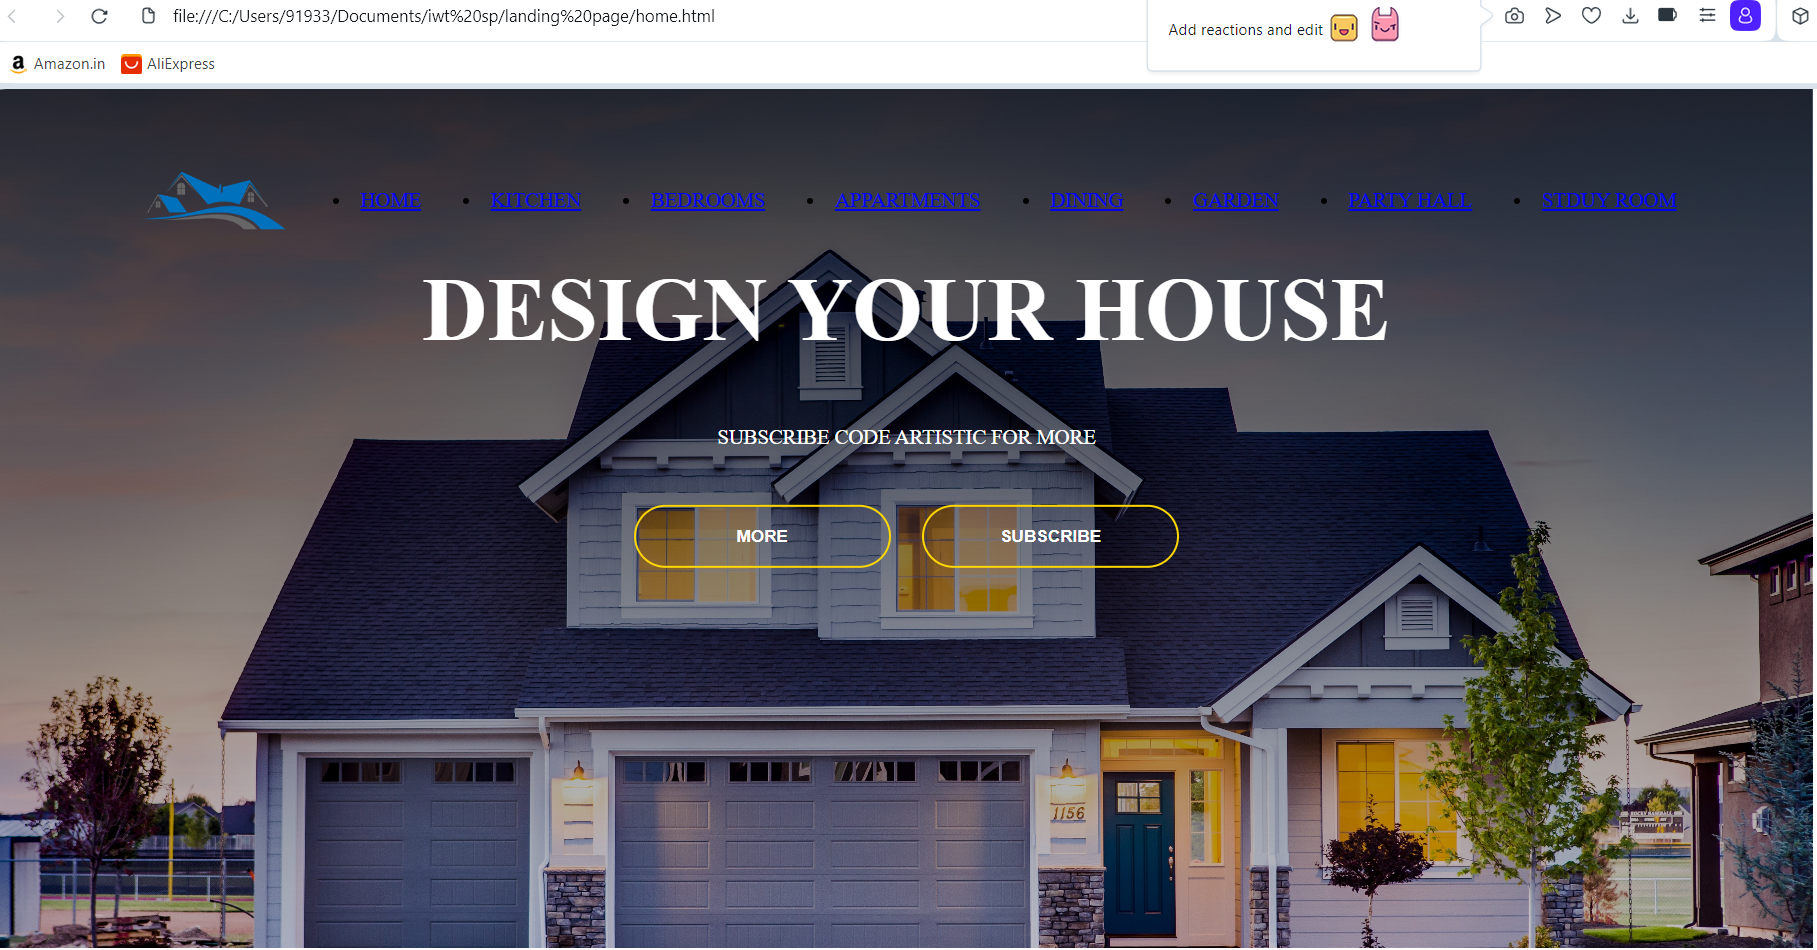 file:///C:/Users/91933/Documents/iwt%20sp/landing%20page/home.html
Add reactions and edit
Amazon.in AliExpress
HOME KITCHEN BEDROOMS APPARTMENTS DINING GARDEN PARTY HALL STDUY ROOM
DESIGN YOUR HOUSE
SUBSCRIBE CODE ARTISTIC FOR MORE
MORE SUBSCRIBE
1156